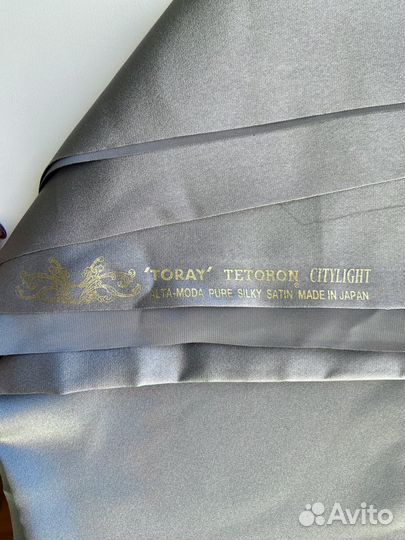 'TORAY' TETORON CITYLIGHT
ALTA-MODA PURE SILKY SATIN MADE IN JAPAN
Avito